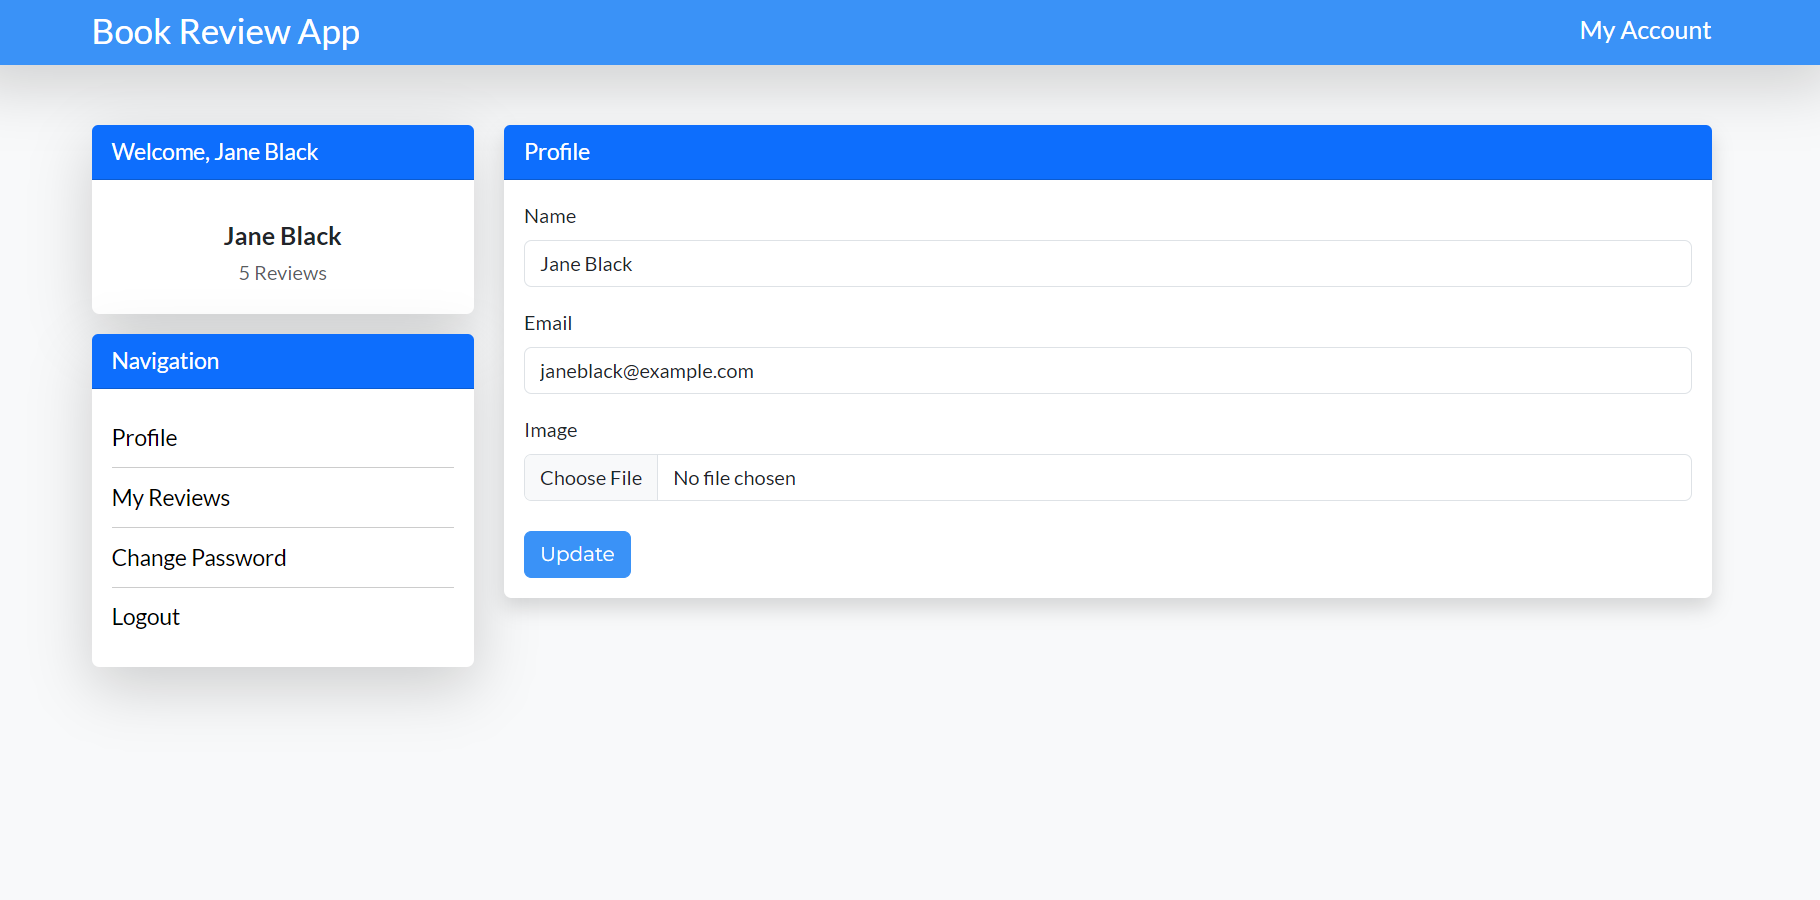 Book Review App
My Account
Welcome, Jane Black
Jane Black
5 Reviews
Navigation
Profile
My Reviews
Change Password
Logout
Profile
Name
Jane Black
Email
janeblack@example.com
Image
Choose File No file chosen
Update